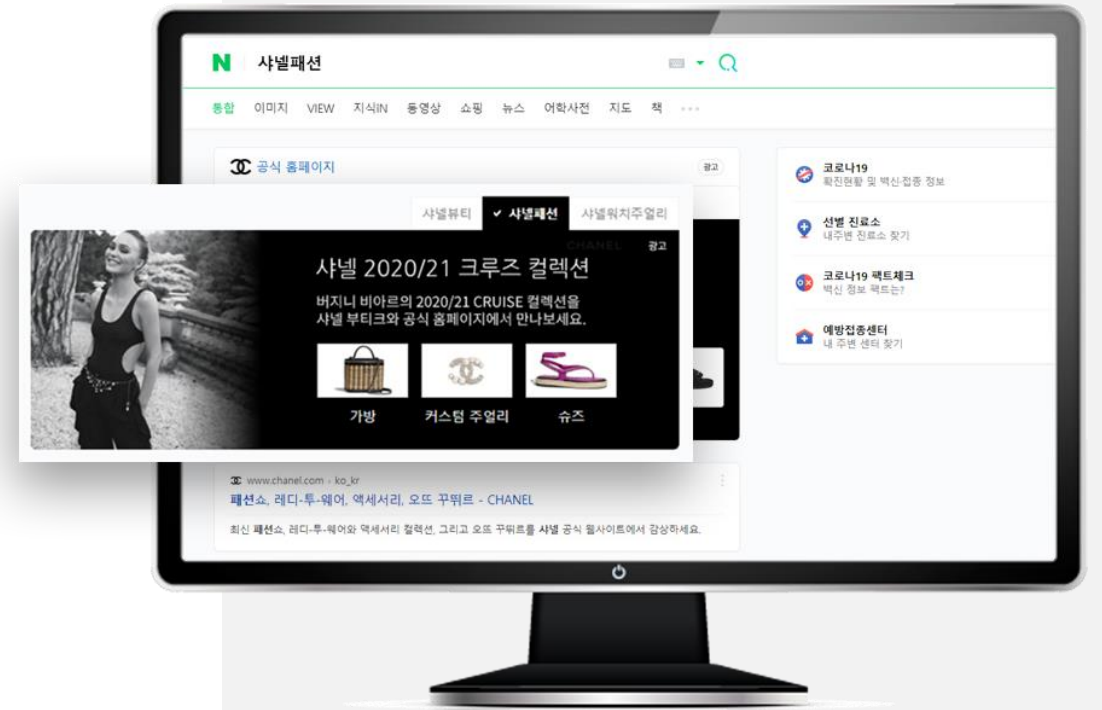 N 샤넬패션
통합 이미지 VIEW 지식IN 동영상 쇼핑 뉴스 어학사전 지도 책
공식 홈페이지 광고
샤넬뷰티 샤넬패션 샤넬워치주얼리
CHANEL 광고
샤넬 2020/21 크루즈 컬렉션
버지니 비아르의 2020/21 CRUISE 컬렉션을
샤넬 부티크와 공식 홈페이지에서 만나보세요.
가방 커스텀 주얼리 슈즈
www.chanel.com › ko_kr
패션쇼, 레디-투-웨어, 액세서리, 오뜨 꾸뛰르 - CHANEL
최신 패션쇼, 레디-투-웨어와 액세서리 컬렉션, 그리고 오뜨 꾸뛰르를 샤넬 공식 웹사이트에서 감상하세요.
코로나19
확진현황 및 백신·접종 정보
선별 진료소
내주변 진료소 찾기
코로나19 팩트체크
백신 정보 팩트는?
예방접종센터
내 주변 센터 찾기